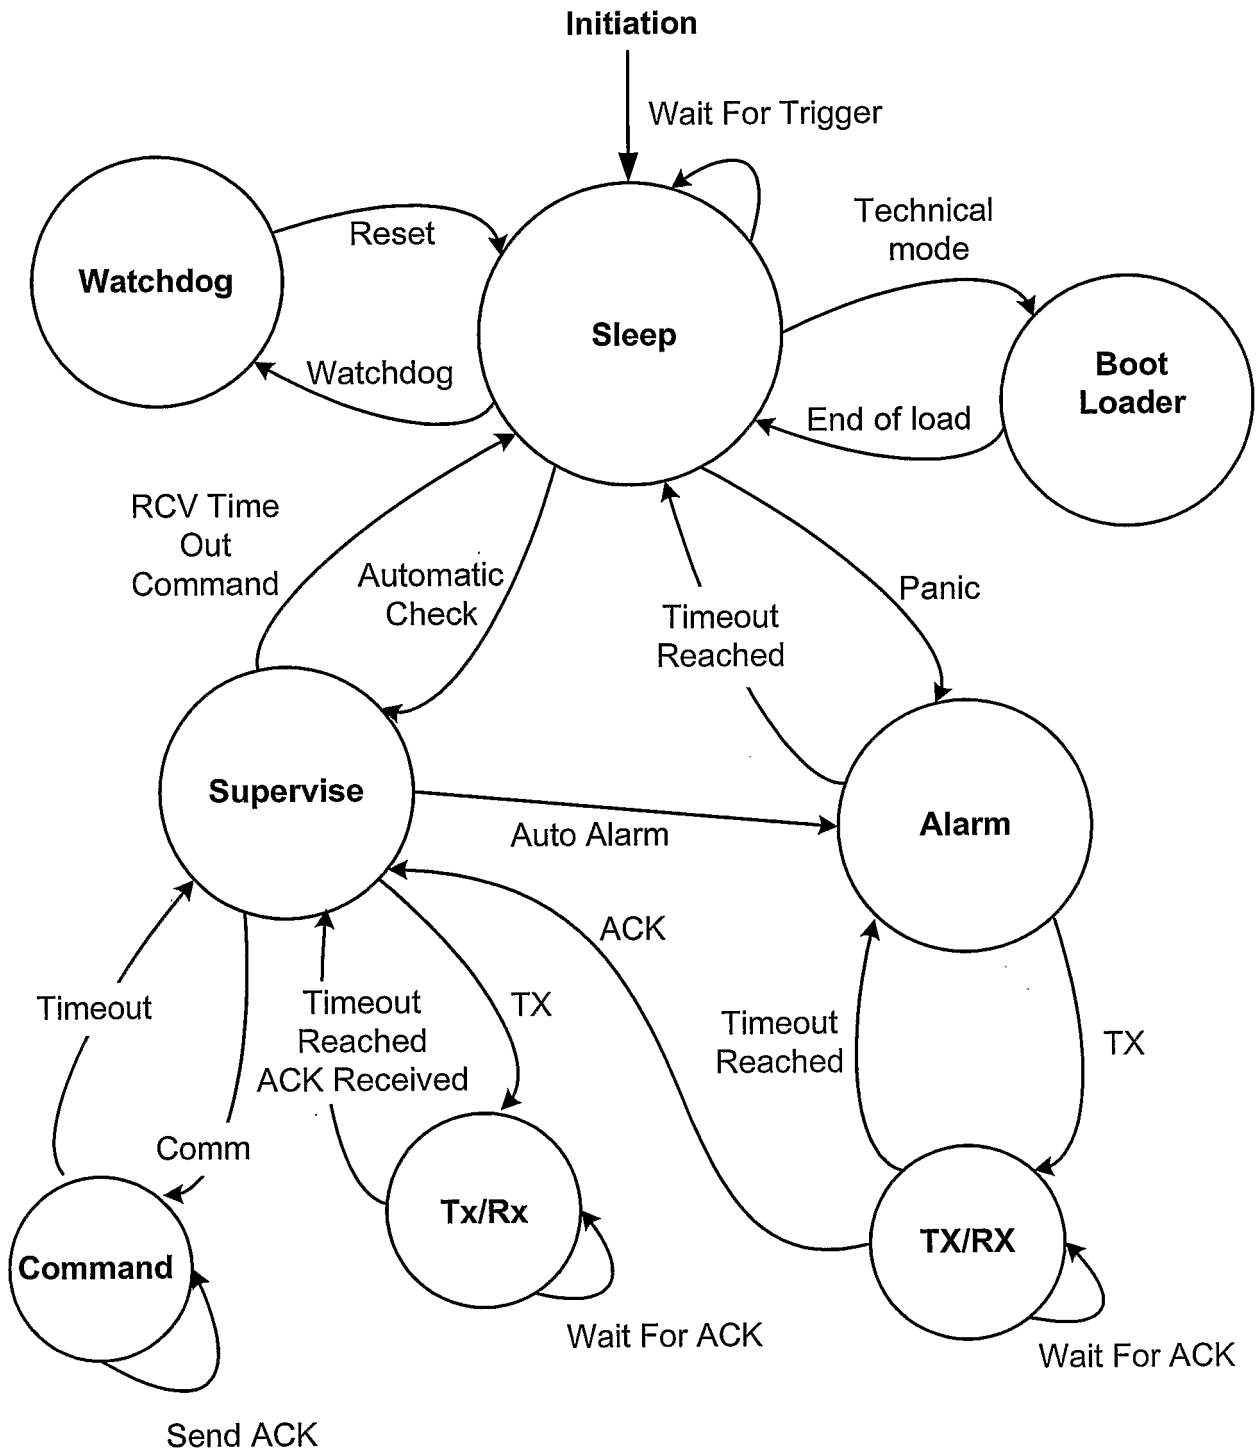 Initiation
Wait For Trigger
Technical
mode
Reset
Watchdog
Sleep
Boot
Loader
Watchdog
End of load
RCV Time
Out
Command
Automatic
Check
Panic
Timeout
Reached
Supervise
Alarm
Auto Alarm
ACK
Timeout
Timeout
Reached
ACK Received
TX
Timeout
Reached
TX
Comm
Tx/Rx
TX/RX
Command
Wait For ACK
Wait For ACK
Send ACK